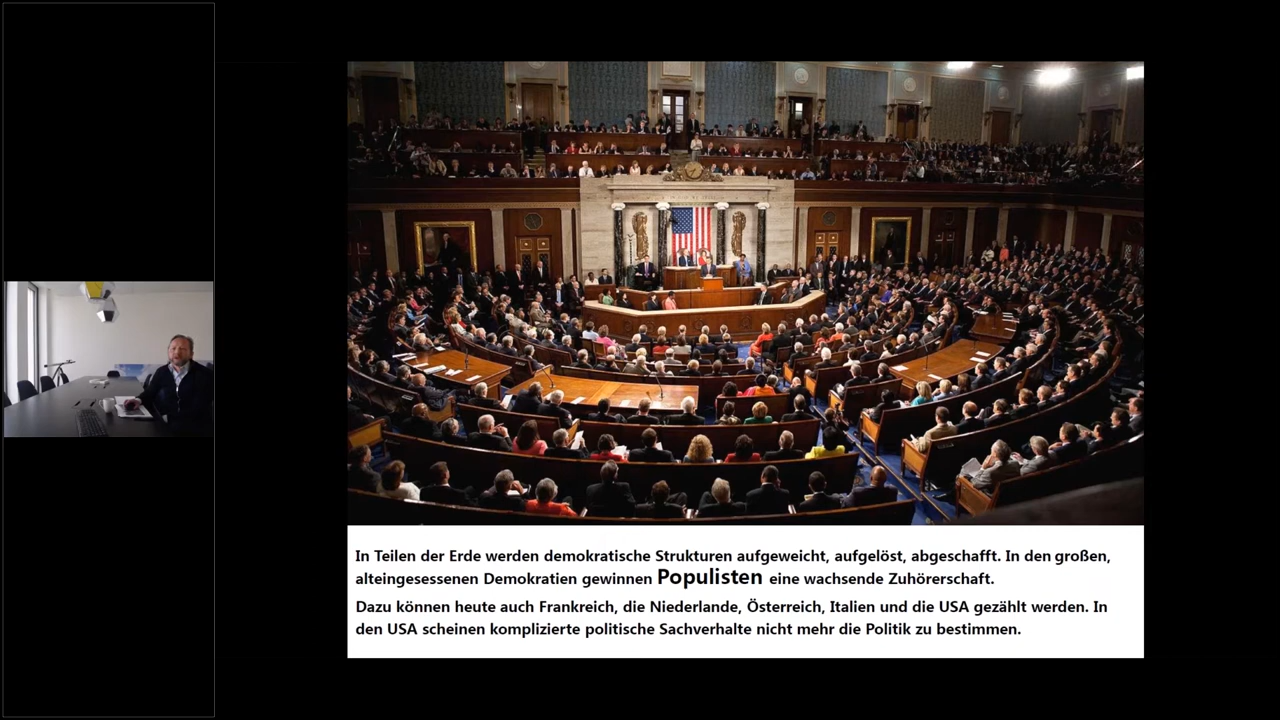 In Teilen der Erde werden demokratische Strukturen aufgeweicht, aufgelöst, abgeschafft. In den großen,
alteingesessenen Demokratien gewinnen Populisten eine wachsende Zuhörerschaft.
Dazu können heute auch Frankreich, die Niederlande, Österreich, Italien und die USA gezählt werden. In
den USA scheinen komplizierte politische Sachverhalte nicht mehr die Politik zu bestimmen.